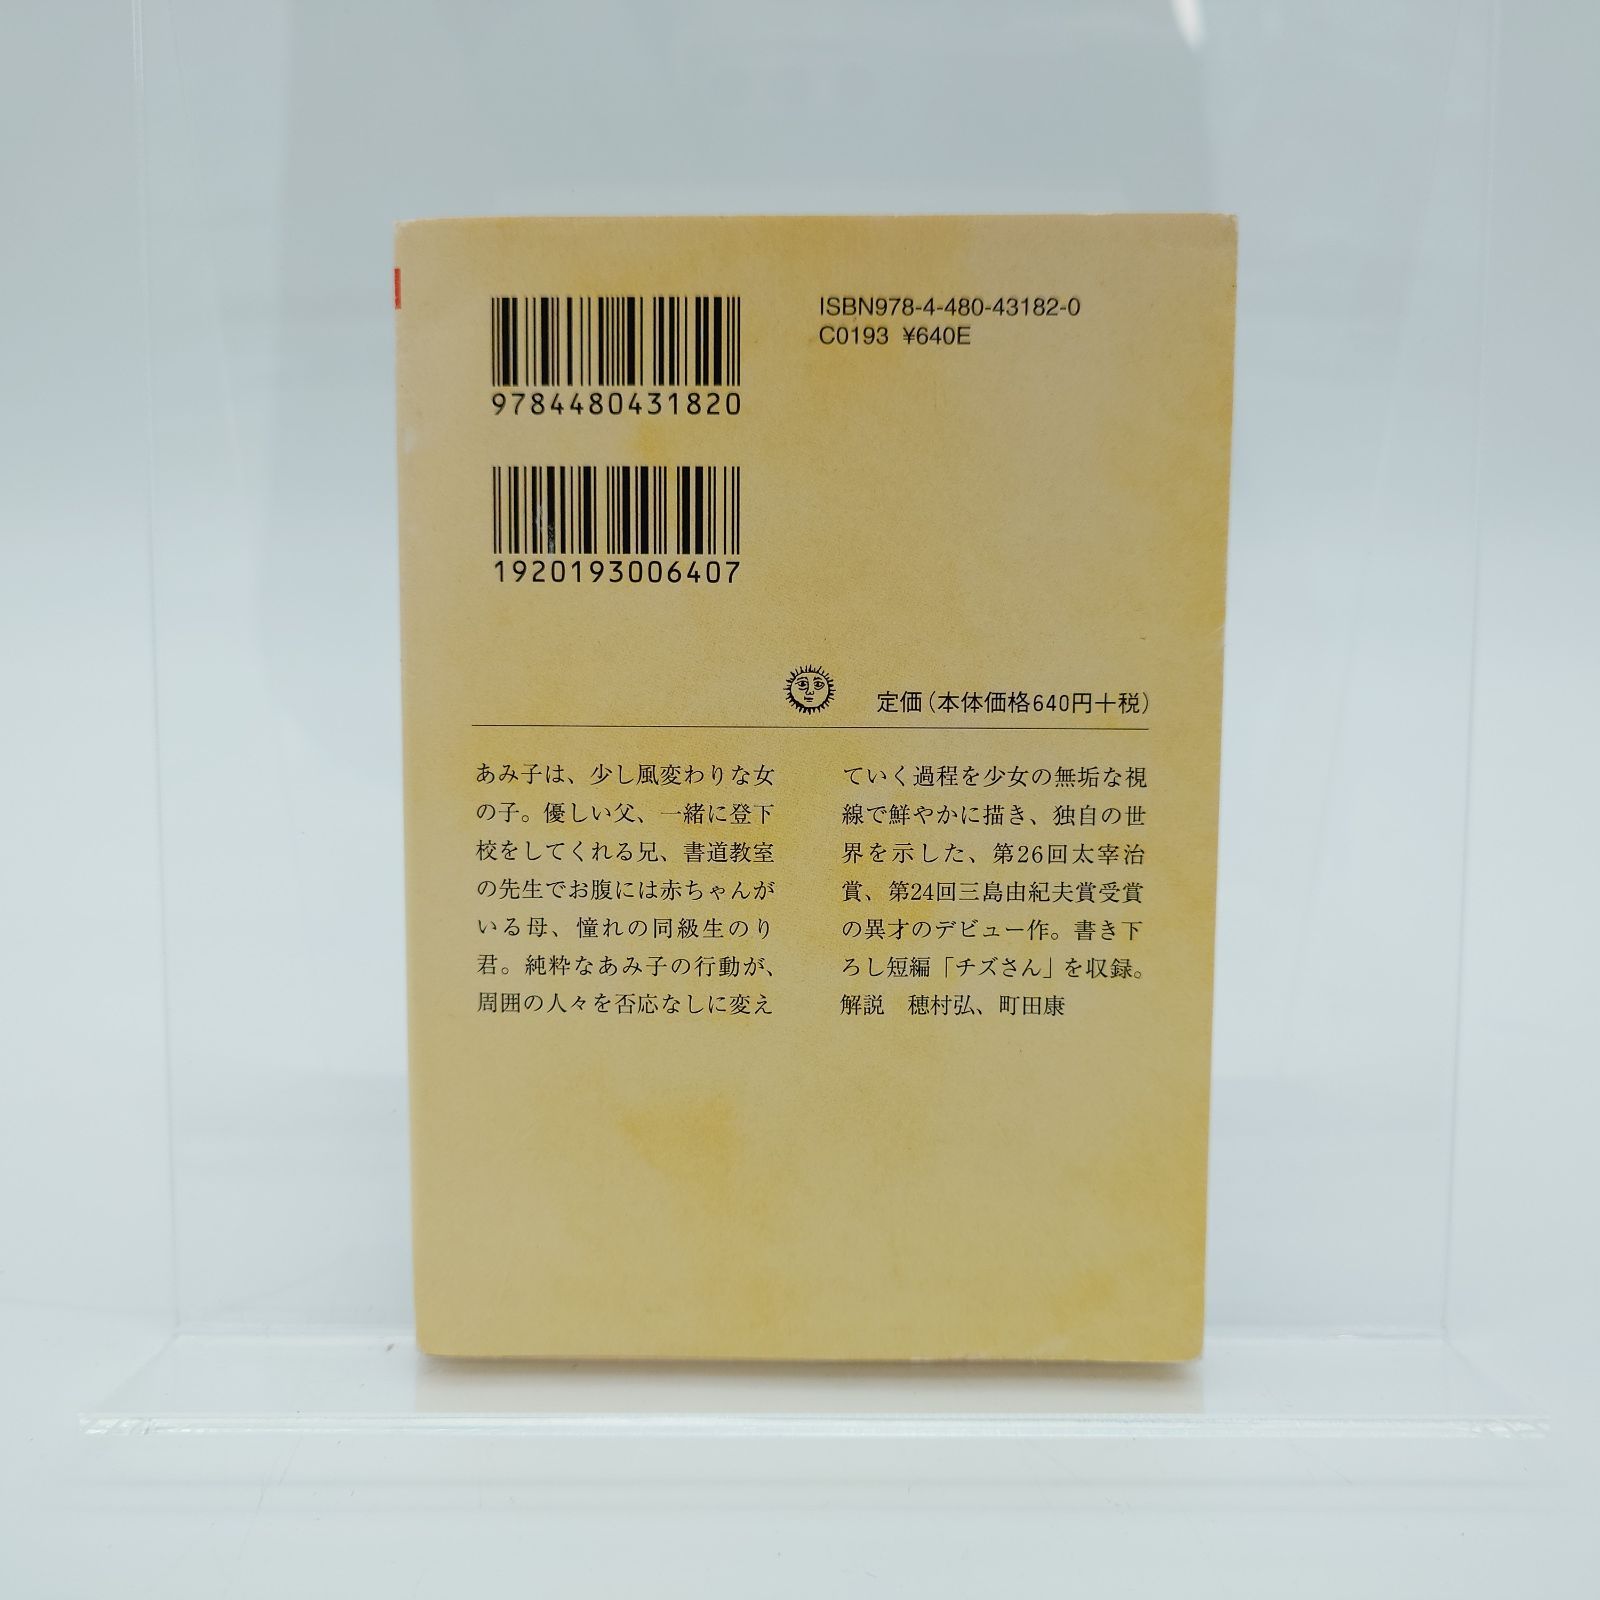 9784480431820
ISBN978-4-480-43182-0
C0193 ¥640E
1920193006407
定価(本体価格640円+税)
あみ子は、少し風変わりな女
の子。優しい父、一緒に登下
校をしてくれる兄、書道教室
の先生でお腹には赤ちゃんが
いる母、憧れの同級生のり
君。純粋なあみ子の行動が、
周囲の人々を否応なしに変え
ていく過程を少女の無垢な視
線で鮮やかに描き、独自の世
界を示した、第26回太宰治
賞、第24回三島由紀夫賞受賞
の異才のデビュー作。書き下
ろし短編「チズさん」を収録。
解説　穂村弘、町田康